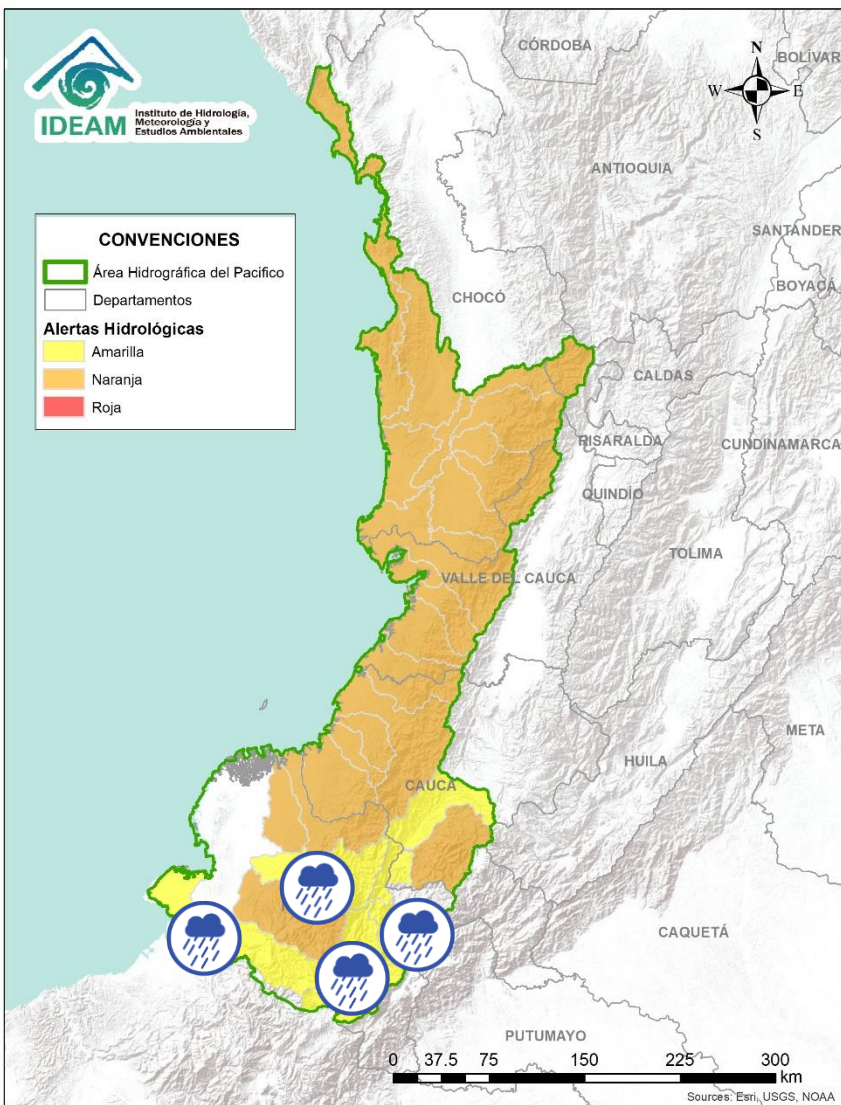 IDEAM
Instituto de Hidrología,
Meteorología y
Estudios Ambientales
N
W
E
S
CÓRDOBA
BOLÍVAR
ANTIOQUIA
SANTANDER
BOYACÁ
CHOCÓ
CALDAS
RISARALDA
CUNDINAMARCA
QUINDÍO
TOLIMA
VALLE DEL CAUCA
META
HUILA
CAUCA
CAQUETÁ
PUTUMAYO
CONVENCIONES
Área Hidrográfica del Pacifico
Departamentos
Alertas Hidrológicas
Amarilla
Naranja
Roja
0 37.5 75 150 225 300
km
Sources: Esri, USGS, NOAA